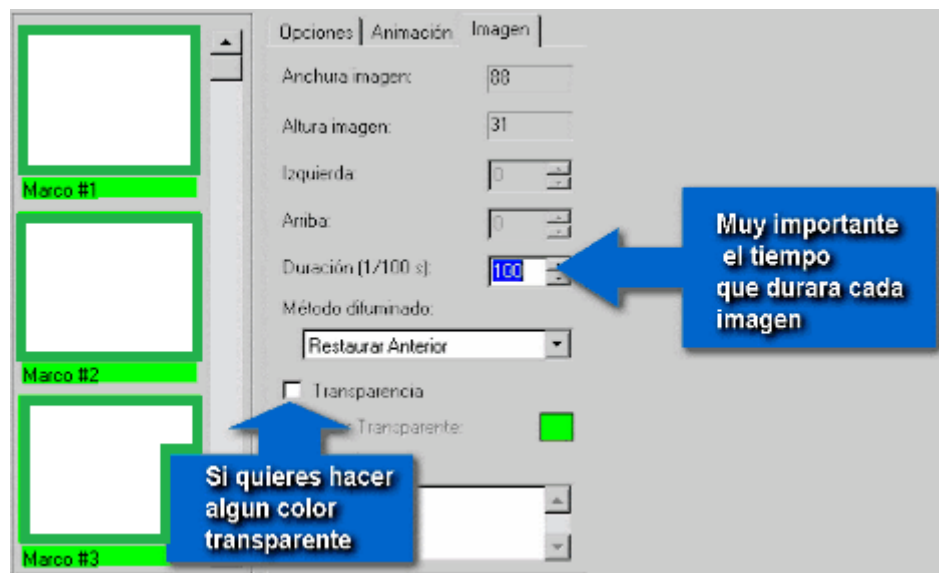 Opciones Animación Imagen
Anchura imagen: 88
Altura imagen: 31
Izquierda: 0
Arriba: 0
Duración (1/100 s): 100
Método difuminado:
Restaurar Anterior
Transparencia
Transparente:
Marco #1
Marco #2
Marco #3
Muy importante
el tiempo
que durara cada
imagen
Si quieres hacer
algun color
transparente